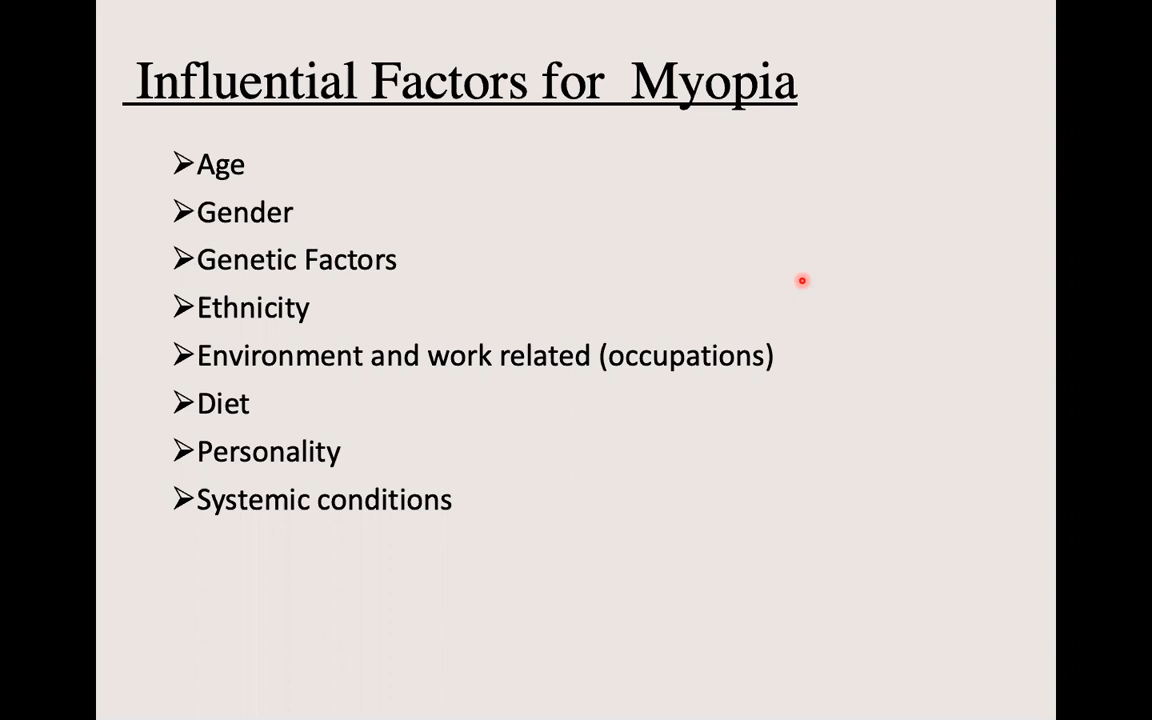 Influential Factors for Myopia
➢Age
➢Gender
➢Genetic Factors
➢Ethnicity
➢Environment and work related (occupations)
➢Diet
➢Personality
➢Systemic conditions